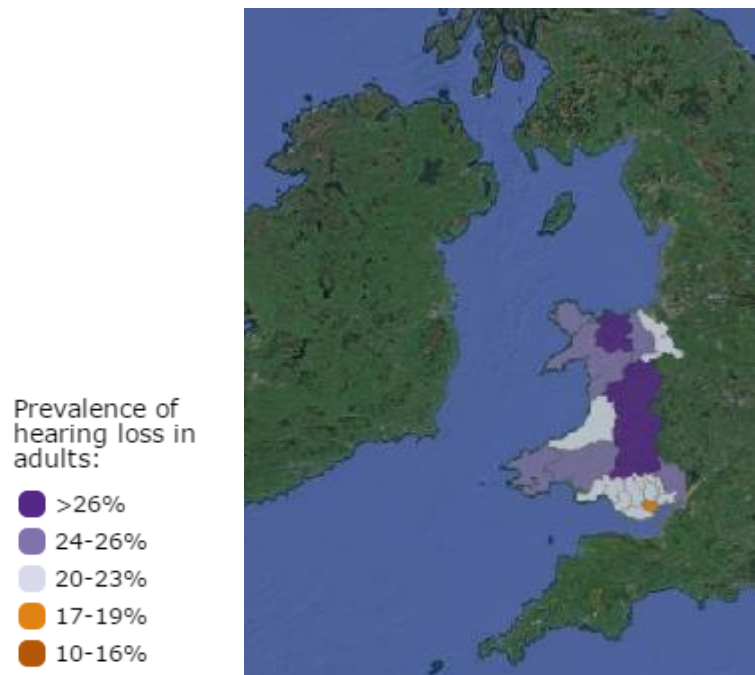 Prevalence of
hearing loss in
adults:
>26%
24-26%
20-23%
17-19%
10-16%